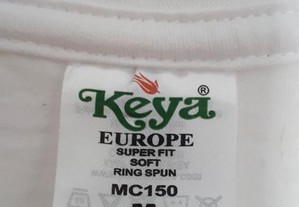 Keya®
EUROPE
SUPER FIT
SOFT
RING SPUN
MC150
M